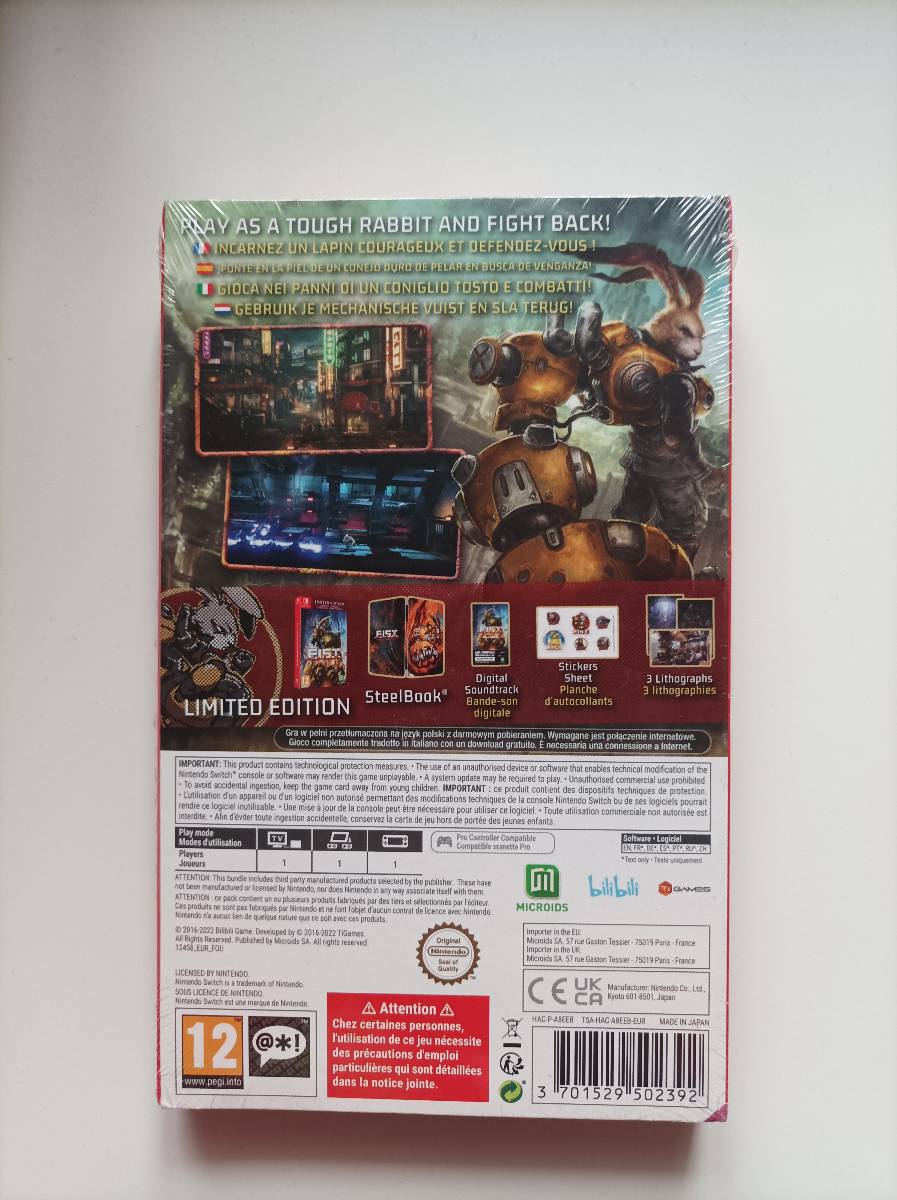 PLAY AS A TOUGH RABBIT AND FIGHT BACK!
INCARNEZ UN LAPIN COURAGEUX ET DEFENDEZ-VOUS !
¡PONTE EN LA PIEL DE UN CONEJO DURO DE PELAR EN BUSCA DE VENGANZA!
GIOCA NEI PANNI DI UN CONIGLIO TOSTO E COMBATTI!
GEBRUIK JE MECHANISCHE VUIST EN SLA TERUG!
LIMITED EDITION
F.I.S.T.
F.I.S.T.
LIMITED EDITION
SteelBook®
Digital
Soundtrack
Bande-son
digitale
Stickers
Sheet
Planche
d'autocollants
3 Lithographs
3 lithographies
Gra w pełni przetłumaczona na język polski z darmowym pobieraniem. Wymagane jest połączenie internetowe.
Gioco completamente tradotto in italiano con un download gratuito. È necessaria una connessione a Internet.
IMPORTANT: This product contains technological protection measures. • The use of an unauthorised device or software that enables technical modification of the
Nintendo Switch™ console or software may render this game unplayable. • A system update may be required to play. • Unauthorised commercial use prohibited.
• To avoid accidental ingestion, keep the game card away from young children. IMPORTANT : ce produit contient des dispositifs techniques de protection.
• L'utilisation d'un appareil ou d'un logiciel non autorisé permettant des modifications techniques de la console Nintendo Switch ou de ses logiciels pourrait
rendre ce logiciel inutilisable. • Une mise à jour de la console peut être nécessaire pour utiliser ce logiciel. • Toute utilisation commerciale non autorisée est
interdite. • Afin d'éviter toute ingestion accidentelle, conservez la carte de jeu hors de portée des jeunes enfants.
Play mode
Modes d'utilisation
TV
Players
Joueurs
1
1
1
Pro Controller Compatible
Compatible manette Pro
Software • Logiciel
EN, FR*, DE*, ES*, PT*, RU*, ZH
*Text only • Texte uniquement
ATTENTION: This bundle includes third party manufactured products selected by the publisher. These have
not been manufactured or licensed by Nintendo, nor does Nintendo in any way associate itself with them.
ATTENTION : ce pack contient un ou plusieurs produits fabriqués par des tiers et sélectionnés par l'éditeur.
Ces produits ne sont pas fabriqués par Nintendo et ne font l'objet d'aucun contrat de licence avec Nintendo.
Nintendo n'a aucun lien de quelque nature que ce soit avec ces produits.
MICROIDS
bilibili
Ti GAMES
© 2016-2022 Bilibili Game. Developed by © 2016-2022 TiGames.
All Rights Reserved. Published by Microids SA. All rights reserved.
12458_EUR_FOU
Original
Nintendo
Seal of
Quality
Importer in the EU:
Microids SA. 57 rue Gaston Tessier - 75019 Paris - France
Importer in the UK:
Microids SA. 57 rue Gaston Tessier - 75019 Paris - France
LICENSED BY NINTENDO.
Nintendo Switch is a trademark of Nintendo.
SOUS LICENCE DE NINTENDO.
Nintendo Switch est une marque de Nintendo.
CE
UK
CA
Manufacturer: Nintendo Co., Ltd.,
Kyoto 601-8501, Japan
HAC-P-A8EEB TSA-HAC-A8EEB-EUR MADE IN JAPAN
12
www.pegi.info
@*!
Attention
Chez certaines personnes,
l'utilisation de ce jeu nécessite
des précautions d'emploi
particulières qui sont détaillées
dans la notice jointe.
3 701529 502392